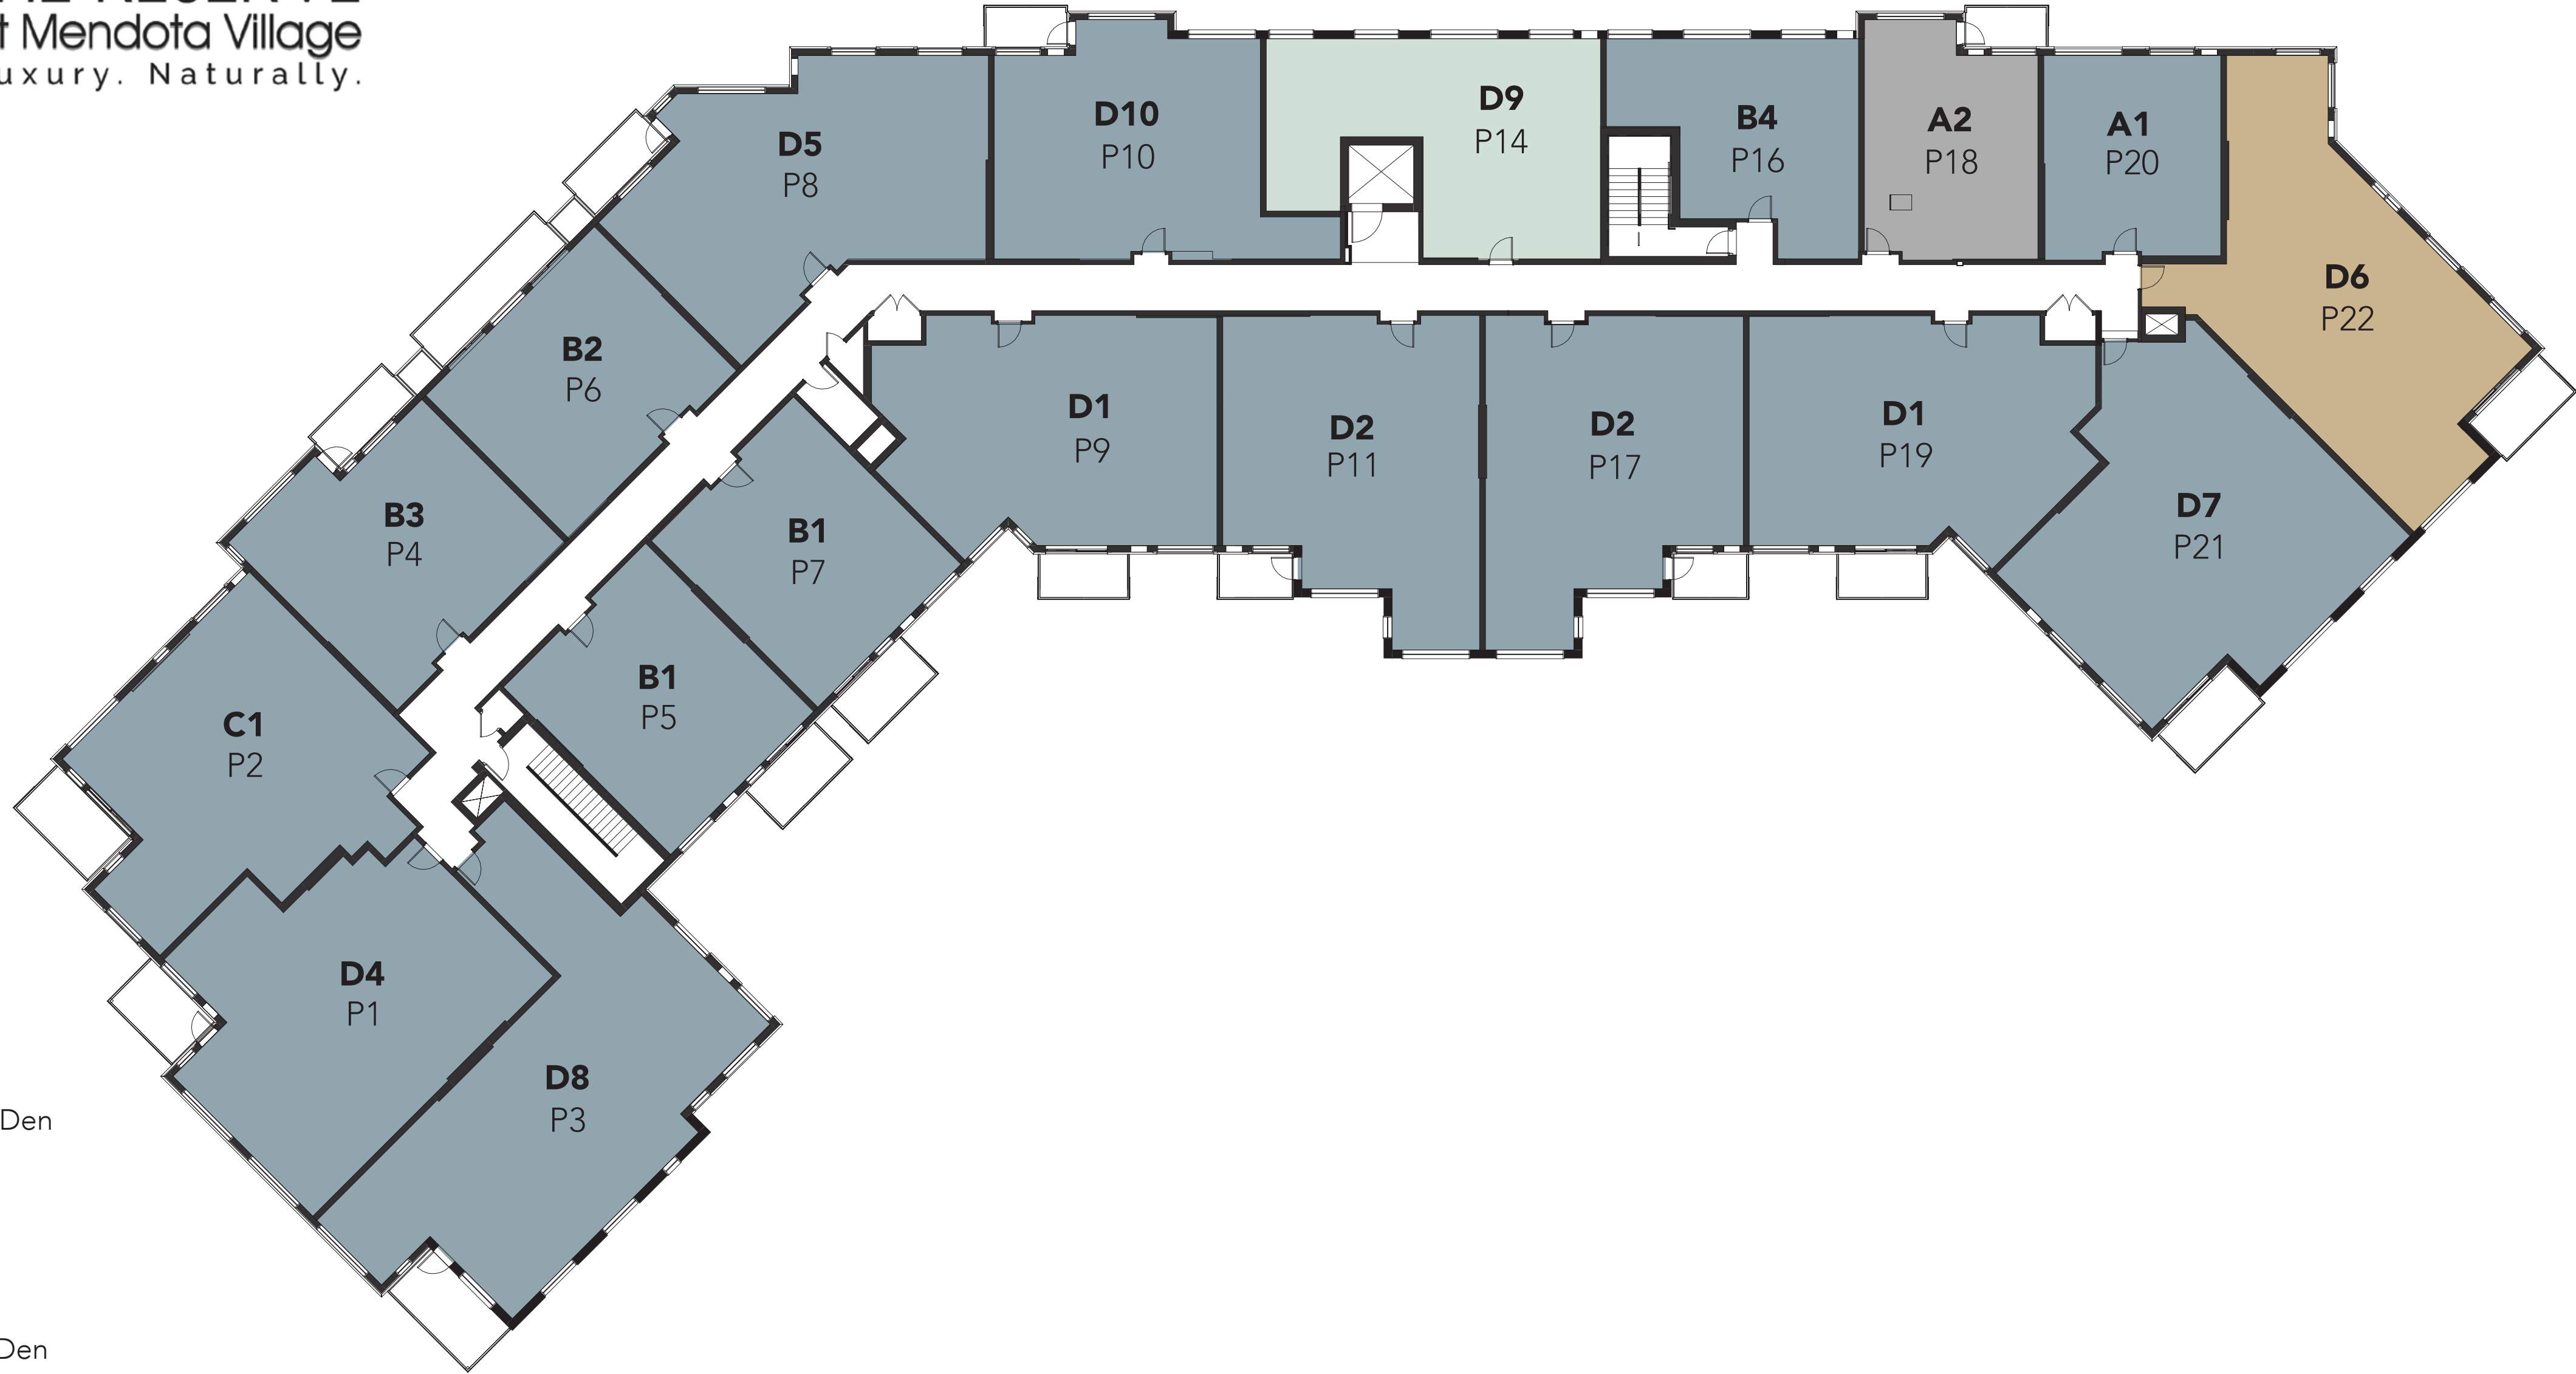 t Mendota Village
uxury. Naturally.
D5
P8
D10
P10
D9
P14
B4
P16
A2
P18
A1
P20
D6
P22
B2
P6
B3
P4
B1
P7
B1
P5
C1
P2
D4
P1
D8
P3
D1
P9
D2
P11
D2
P17
D1
P19
D7
P21
Den
Den